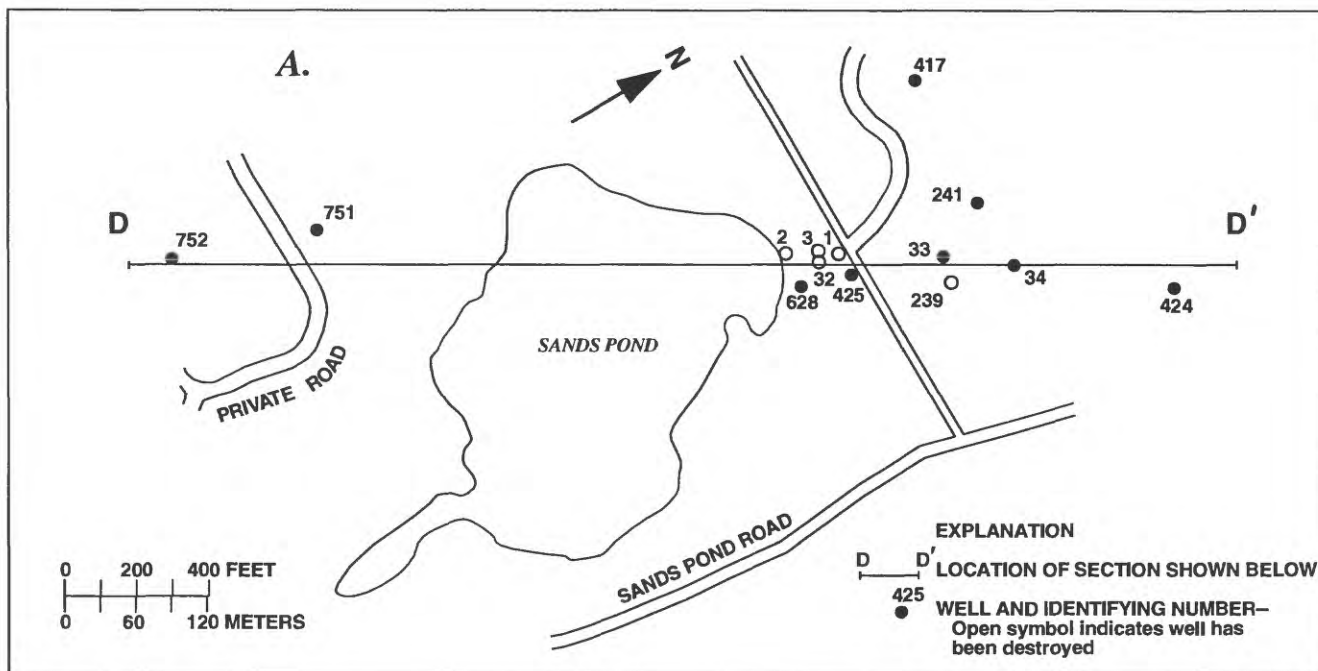 A.
N
417
241
D
D'
752
751
2
3
1
33
32
628
425
239
34
424
SANDS POND
PRIVATE ROAD
SANDS POND ROAD
0 200 400 FEET
0 60 120 METERS
EXPLANATION
D D' LOCATION OF SECTION SHOWN BELOW
425
WELL AND IDENTIFYING NUMBER–
Open symbol indicates well has
been destroyed